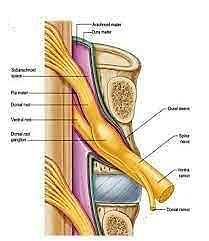 Arachnoid mater
Dura mater
Subarachnoid
space
Pia mater
Dorsal root
Ventral root
Dorsal root
ganglion
Dural sleeve
Spinal
nerve
Ventral
ramus
Dorsal ramus